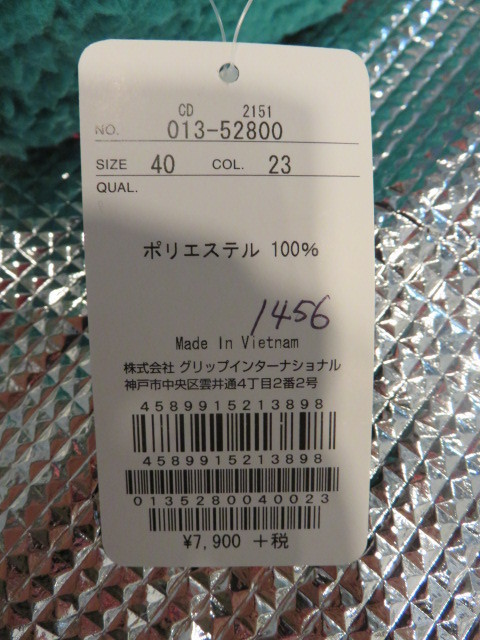 CD 2151
NO. 013-52800
SIZE 40 COL. 23
QUAL.
ポリエステル 100%
1456
Made In Vietnam
株式会社 グリップインターナショナル
神戸市中央区雲井通4丁目2番2号
4589915213898
4589915213898
0135280040023
¥7,900 +税